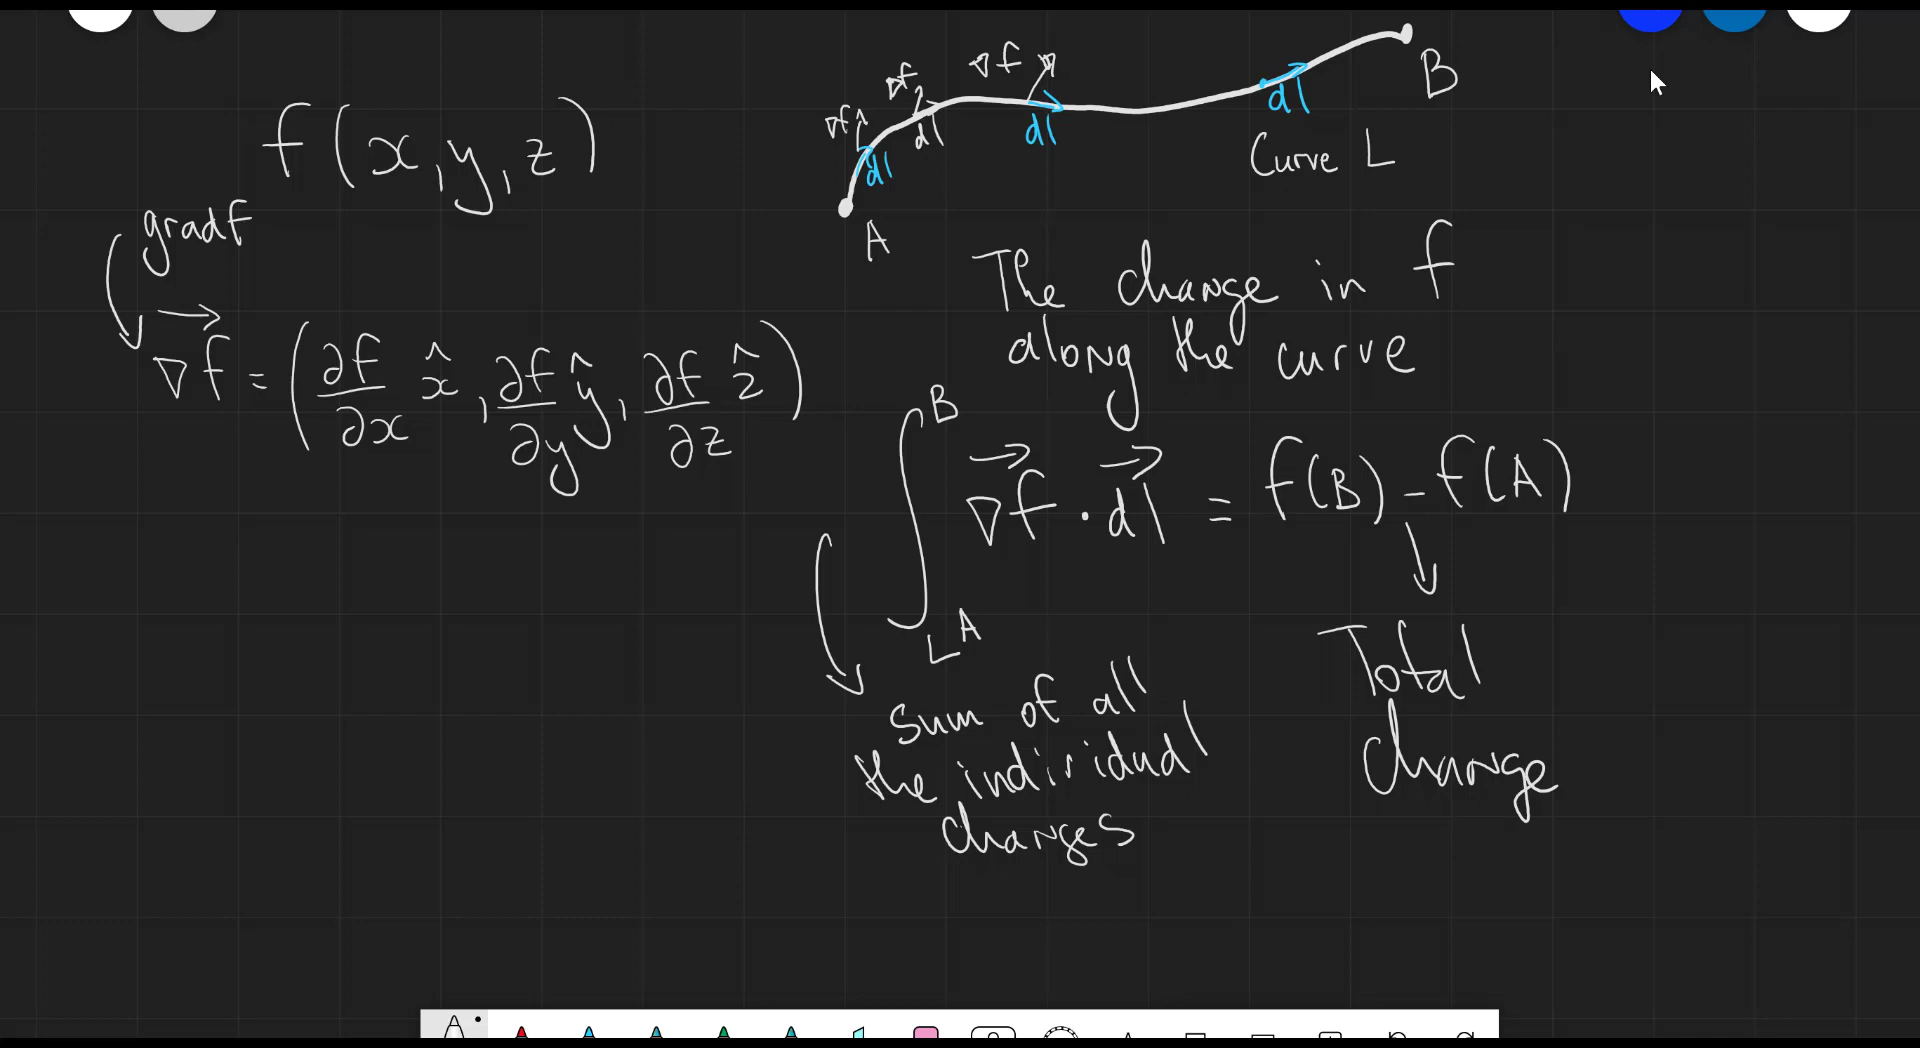 f(x,y,z)
gradf
∇f = (∂f/∂x x̂, ∂f/∂y ŷ, ∂f/∂z ẑ)
∇f
∇f
∇f
dl
dl
dl
dl
A
B
Curve L
The change in f
along the curve
∫ B L A ∇f · dl = f(B) - f(A)
Sum of all
the individual
changes
Total
change